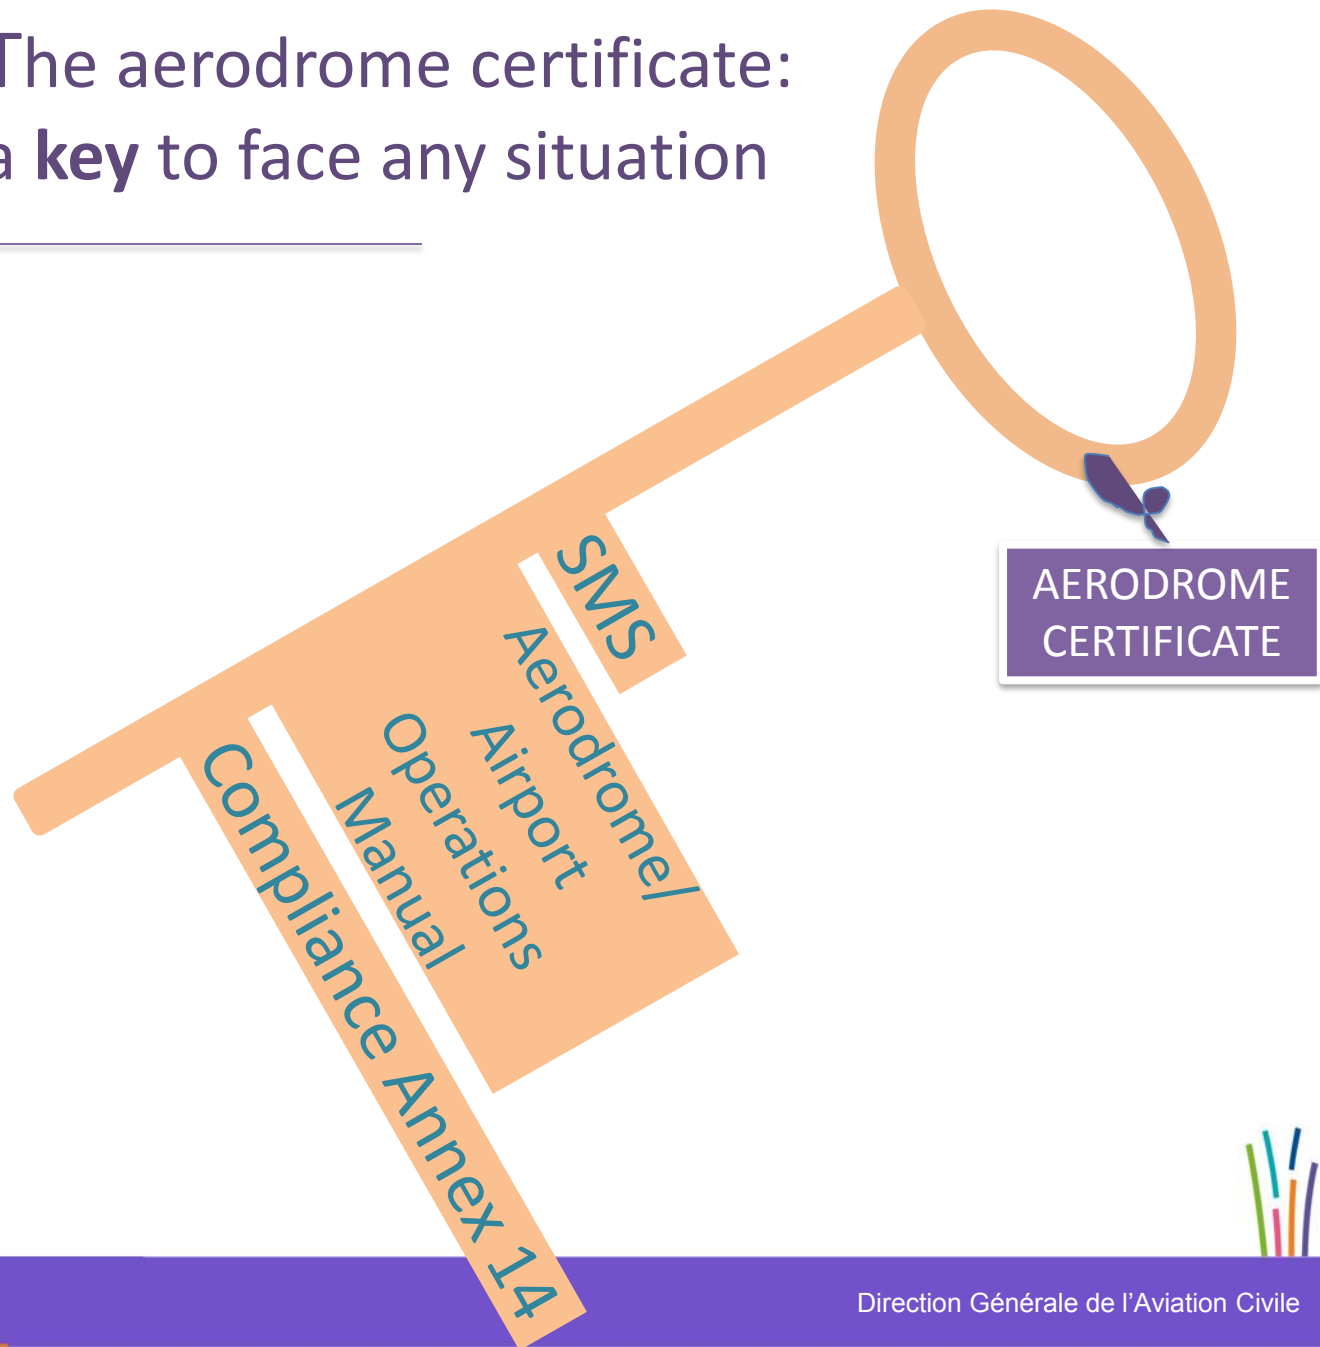 The aerodrome certificate:
a key to face any situation
SMS
Aerodrome/
Airport
Operations
Manual
Compliance Annex 14
AERODROME
CERTIFICATE
Direction Générale de l’Aviation Civile